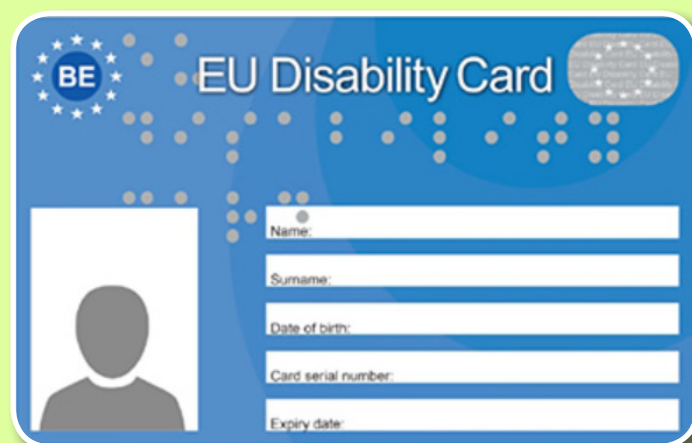 BE
EU Disability Card
Name:
Surname:
Date of birth:
Card serial number:
Expiry date: